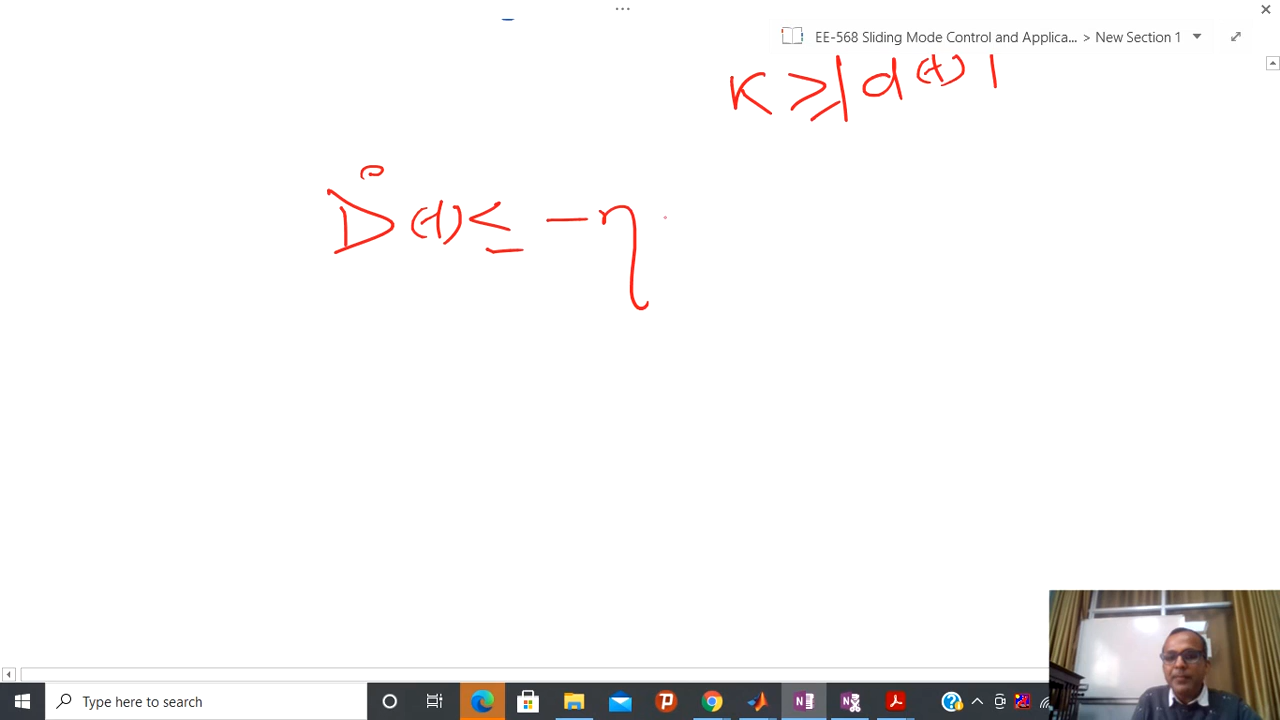 EE-568 Sliding Mode Control and Applica... > New Section 1
K ≥ |d(t)|
Ḋ(t) ≤ -η
Type here to search